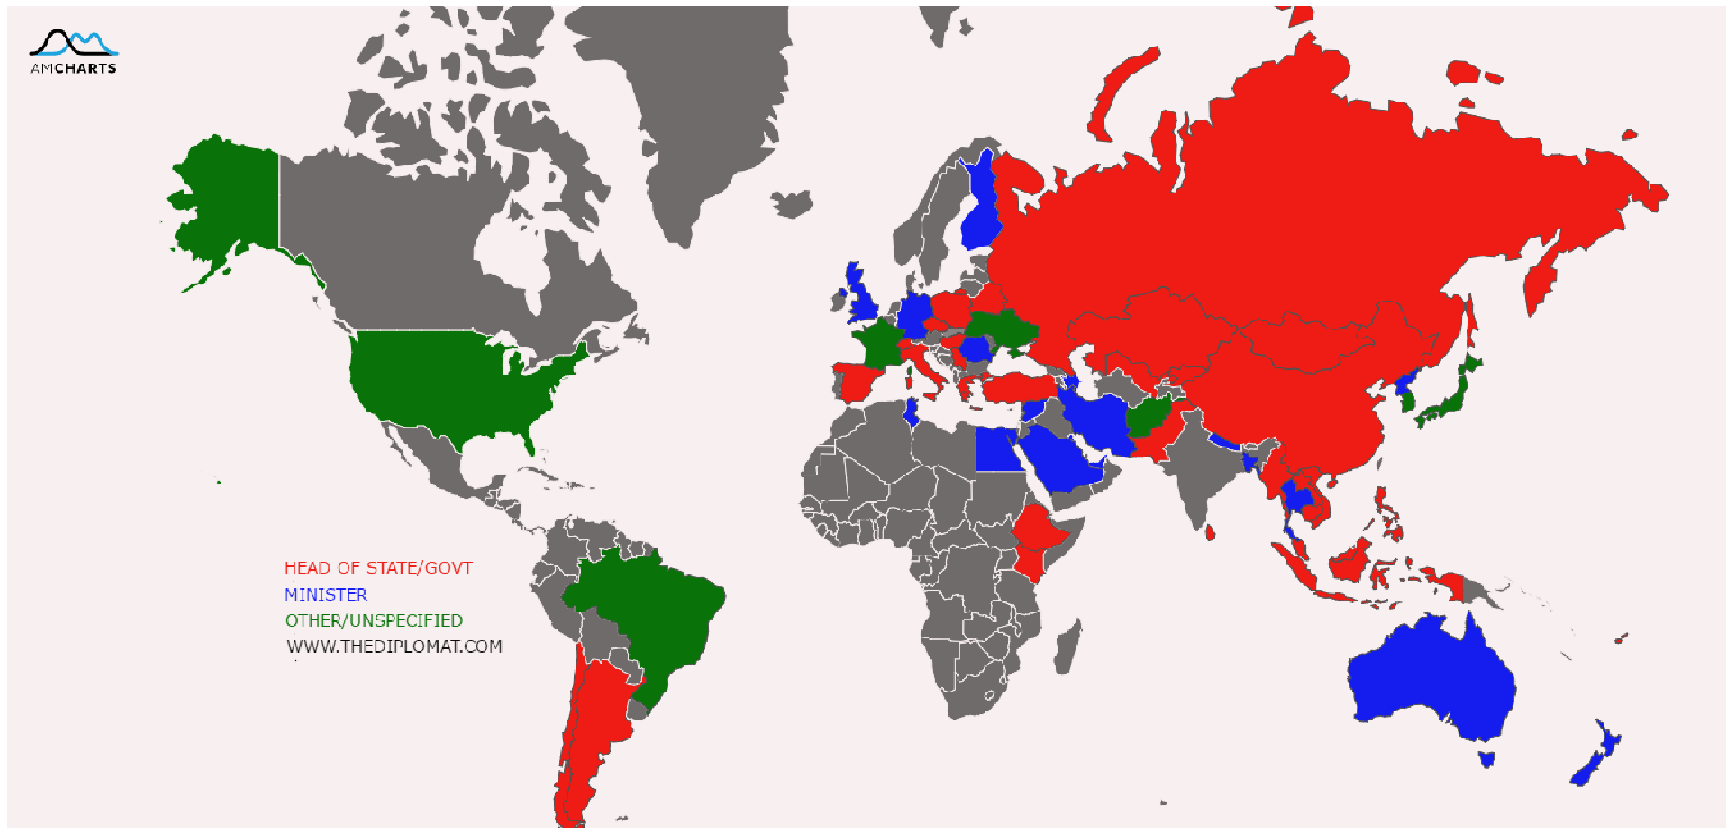 AMCHARTS
HEAD OF STATE/GOVT
MINISTER
OTHER/UNSPECIFIED
WWW.THEDIPLOMAT.COM